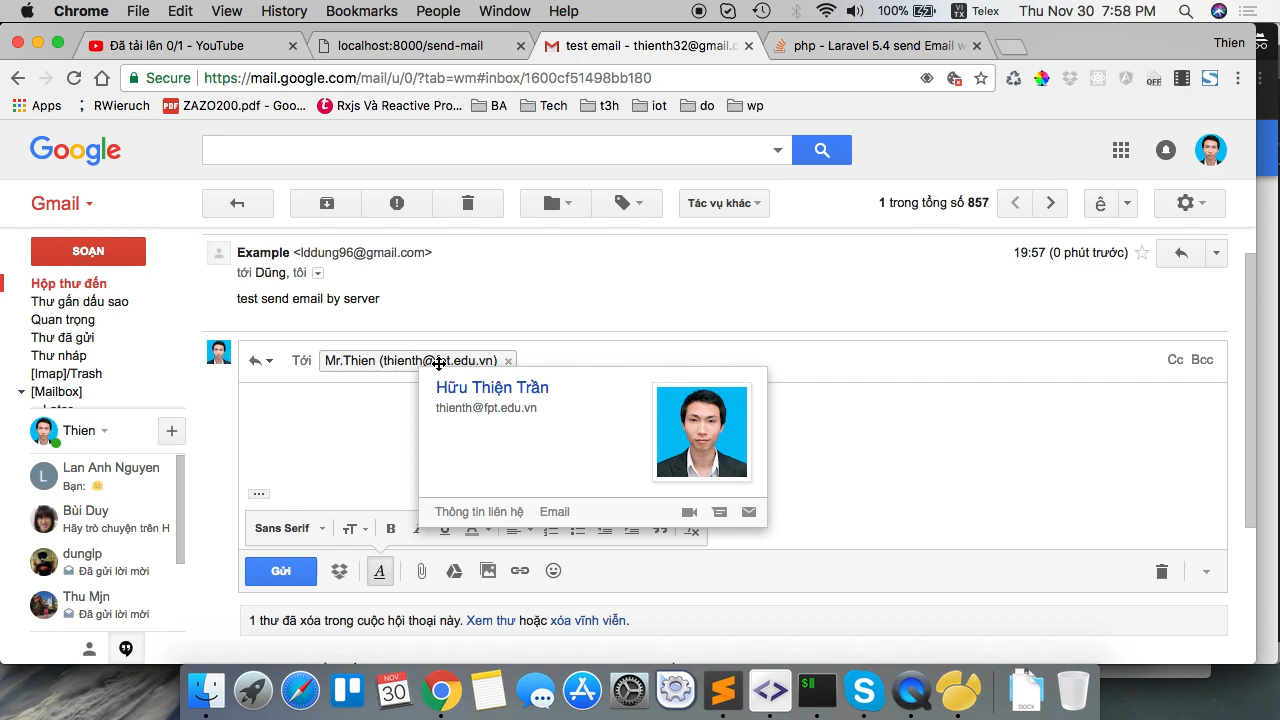 Chrome File Edit View History Bookmarks People Window Help 100% VI TX Telex Thu Nov 30 7:58 PM
Đã tải lên 0/1 - YouTube localhost:8000/send-mail test email - thienth32@gmail.c php - Laravel 5.4 send Email w Thien
Secure https://mail.google.com/mail/u/0/?tab=wm#inbox/1600cf51498bb180 OFF
Apps RWieruch PDF ZAZO200.pdf - Goo... Rxjs Và Reactive Pro... BA Tech t3h iot do wp
Google
Gmail Tác vụ khác 1 trong tổng số 857 ê
SOẠN
Example <lddung96@gmail.com> 19:57 (0 phút trước)
tới Dũng, tôi
test send email by server
Hộp thư đến
Thư gắn dấu sao
Quan trọng
Thư đã gửi
Thư nháp
[Imap]/Trash
[Mailbox]
Thien
L Lan Anh Nguyen
Bạn:
Bùi Duy
Hãy trò chuyện trên H
dunglp
Đã gửi lời mời
Thu Mjn
Đã gửi lời mời
Tới Mr.Thien (thienth@fpt.edu.vn) × Cc Bcc
Hữu Thiện Trần
thienth@fpt.edu.vn
Thông tin liên hệ Email
Sans Serif
Gửi
1 thư đã xóa trong cuộc hội thoại này. Xem thư hoặc xóa vĩnh viễn.
NOV
30
DOCX